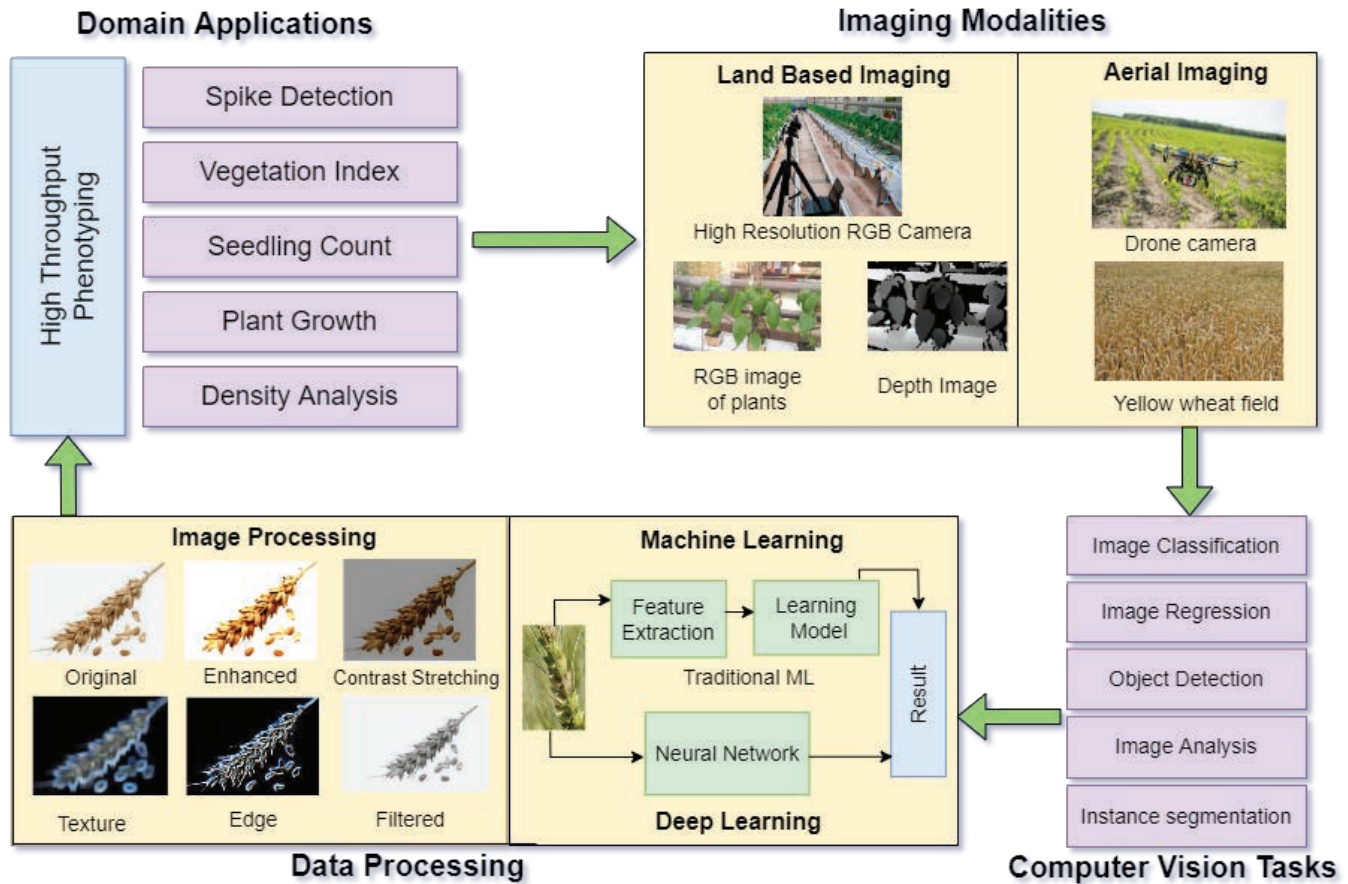 Domain Applications
High Throughput
Phenotyping
Spike Detection
Vegetation Index
Seedling Count
Plant Growth
Density Analysis
Imaging Modalities
Land Based Imaging
High Resolution RGB Camera
RGB image
of plants
Depth Image
Aerial Imaging
Drone camera
Yellow wheat field
Image Classification
Image Regression
Object Detection
Image Analysis
Instance segmentation
Computer Vision Tasks
Machine Learning
Feature
Extraction
Learning
Model
Traditional ML
Neural Network
Result
Deep Learning
Image Processing
Original
Enhanced
Contrast Stretching
Texture
Edge
Filtered
Data Processing